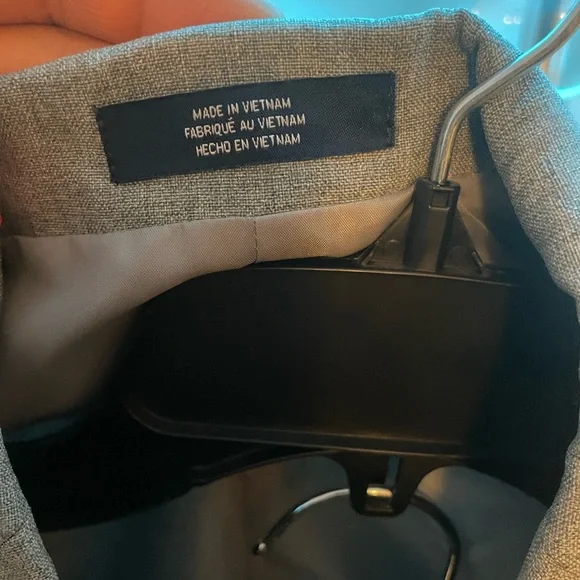 MADE IN VIETNAM
FABRIQUÉ AU VIETNAM
HECHO EN VIETNAM